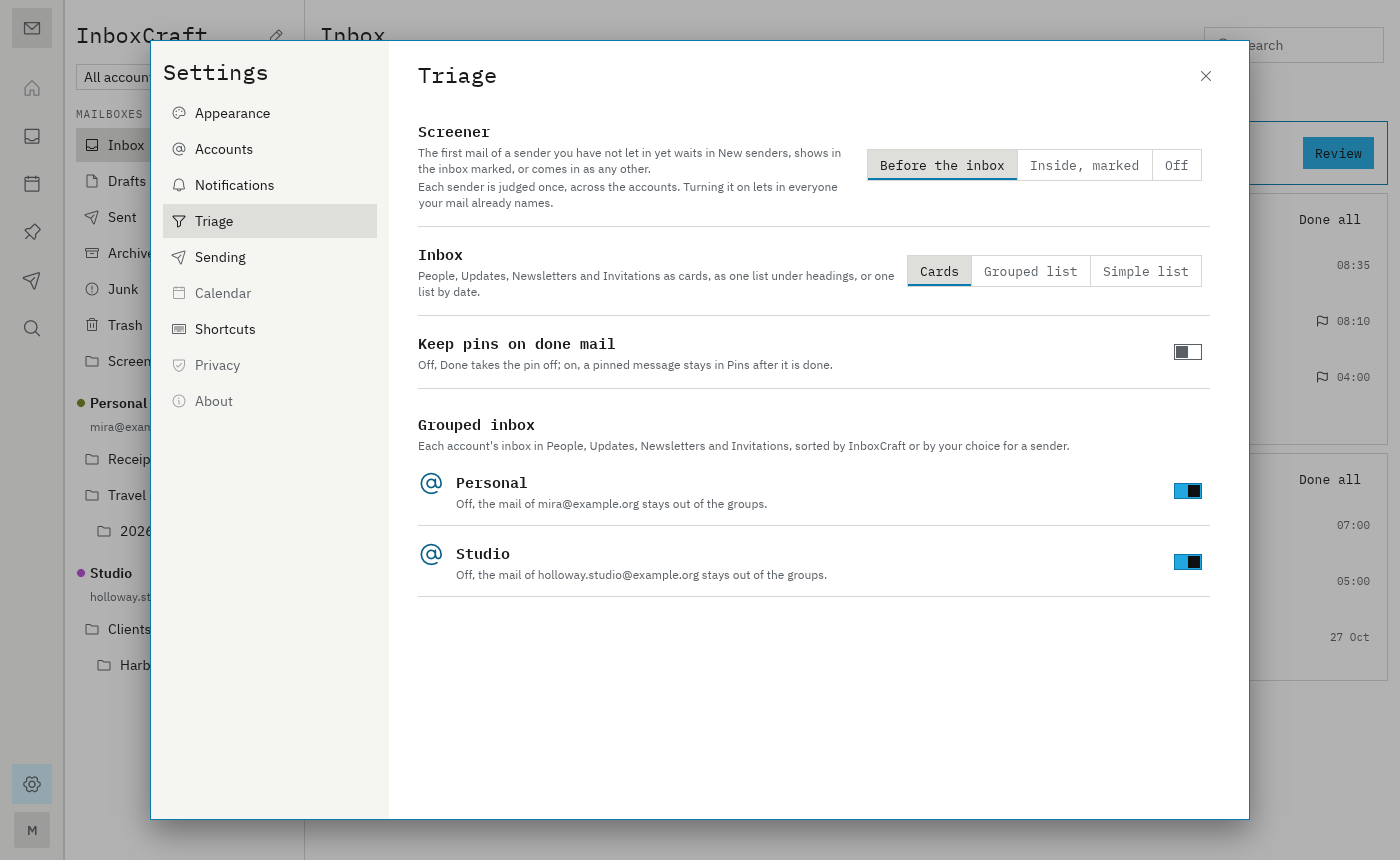 InboxCraft
Inbox
earch
All accoun
MAILBOXES
Inbox
Drafts
Sent
Archive
Junk
Trash
Screen
Personal
mira@exam
Receip
Travel
2026
Studio
holloway.st
Clients
Harb
M
Settings
Appearance
Accounts
Notifications
Triage
Sending
Calendar
Shortcuts
Privacy
About
Triage
Screener
The first mail of a sender you have not let in yet waits in New senders, shows in
the inbox marked, or comes in as any other.
Each sender is judged once, across the accounts. Turning it on lets in everyone
your mail already names.
Before the inbox Inside, marked Off
Inbox
People, Updates, Newsletters and Invitations as cards, as one list under headings, or one
list by date.
Cards Grouped list Simple list
Keep pins on done mail
Off, Done takes the pin off; on, a pinned message stays in Pins after it is done.
Grouped inbox
Each account's inbox in People, Updates, Newsletters and Invitations, sorted by InboxCraft or by your choice for a sender.
Personal
Off, the mail of mira@example.org stays out of the groups.
Studio
Off, the mail of holloway.studio@example.org stays out of the groups.
Review
Done all
08:35
08:10
04:00
Done all
07:00
05:00
27 Oct